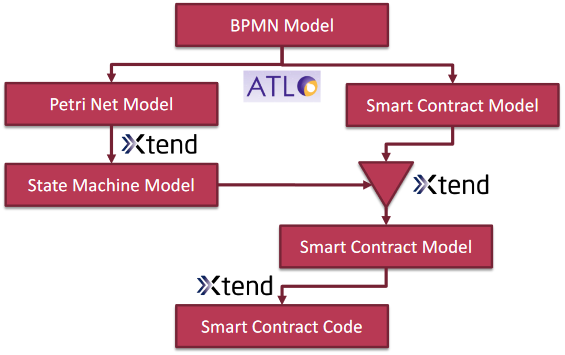 BPMN Model
ATL
Petri Net Model
Smart Contract Model
Xtend
State Machine Model
Xtend
Smart Contract Model
Xtend
Smart Contract Code